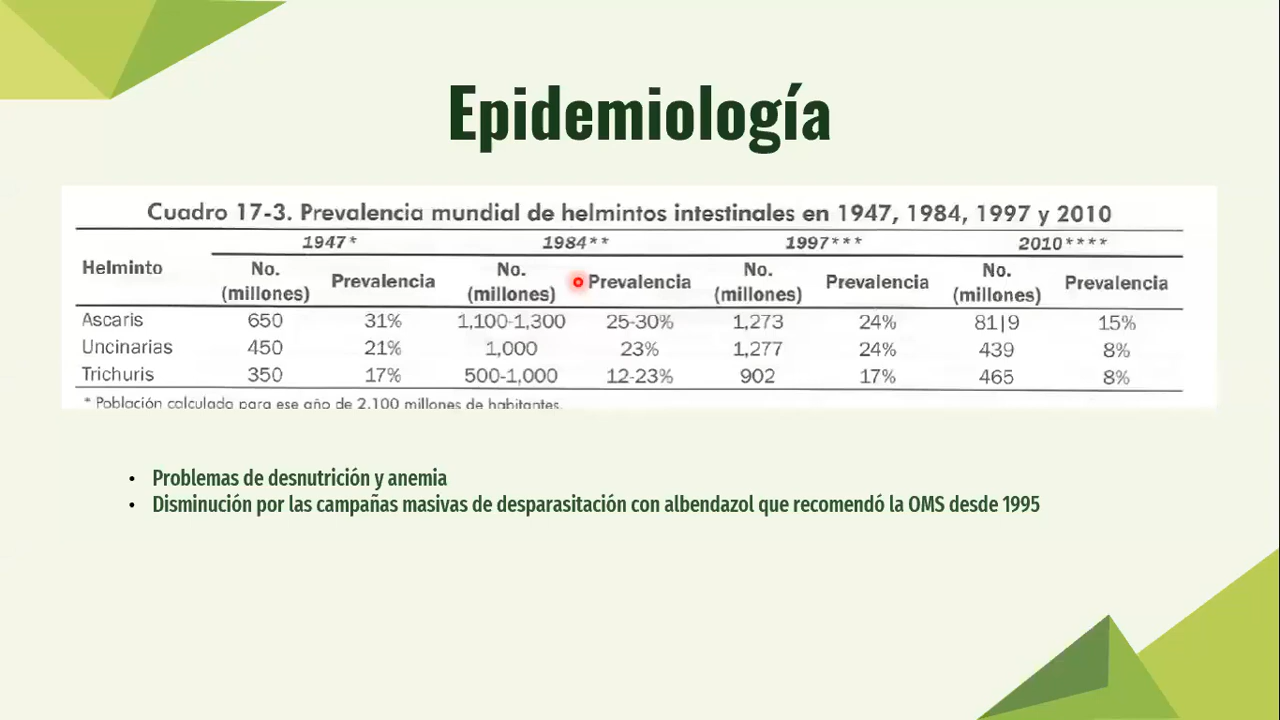 Epidemiología
Cuadro 17-3. Prevalencia mundial de helmintos intestinales en 1947, 1984, 1997 y 2010
1947* 1984** 1997*** 2010****
Helminto No. (millones) Prevalencia No. (millones) Prevalencia No. (millones) Prevalencia No. (millones) Prevalencia
Ascaris 650 31% 1,100-1,300 25-30% 1,273 24% 81|9 15%
Uncinarias 450 21% 1,000 23% 1,277 24% 439 8%
Trichuris 350 17% 500-1,000 12-23% 902 17% 465 8%
* Población calculada para ese año de 2,100 millones de habitantes.
• Problemas de desnutrición y anemia
• Disminución por las campañas masivas de desparasitación con albendazol que recomendó la OMS desde 1995